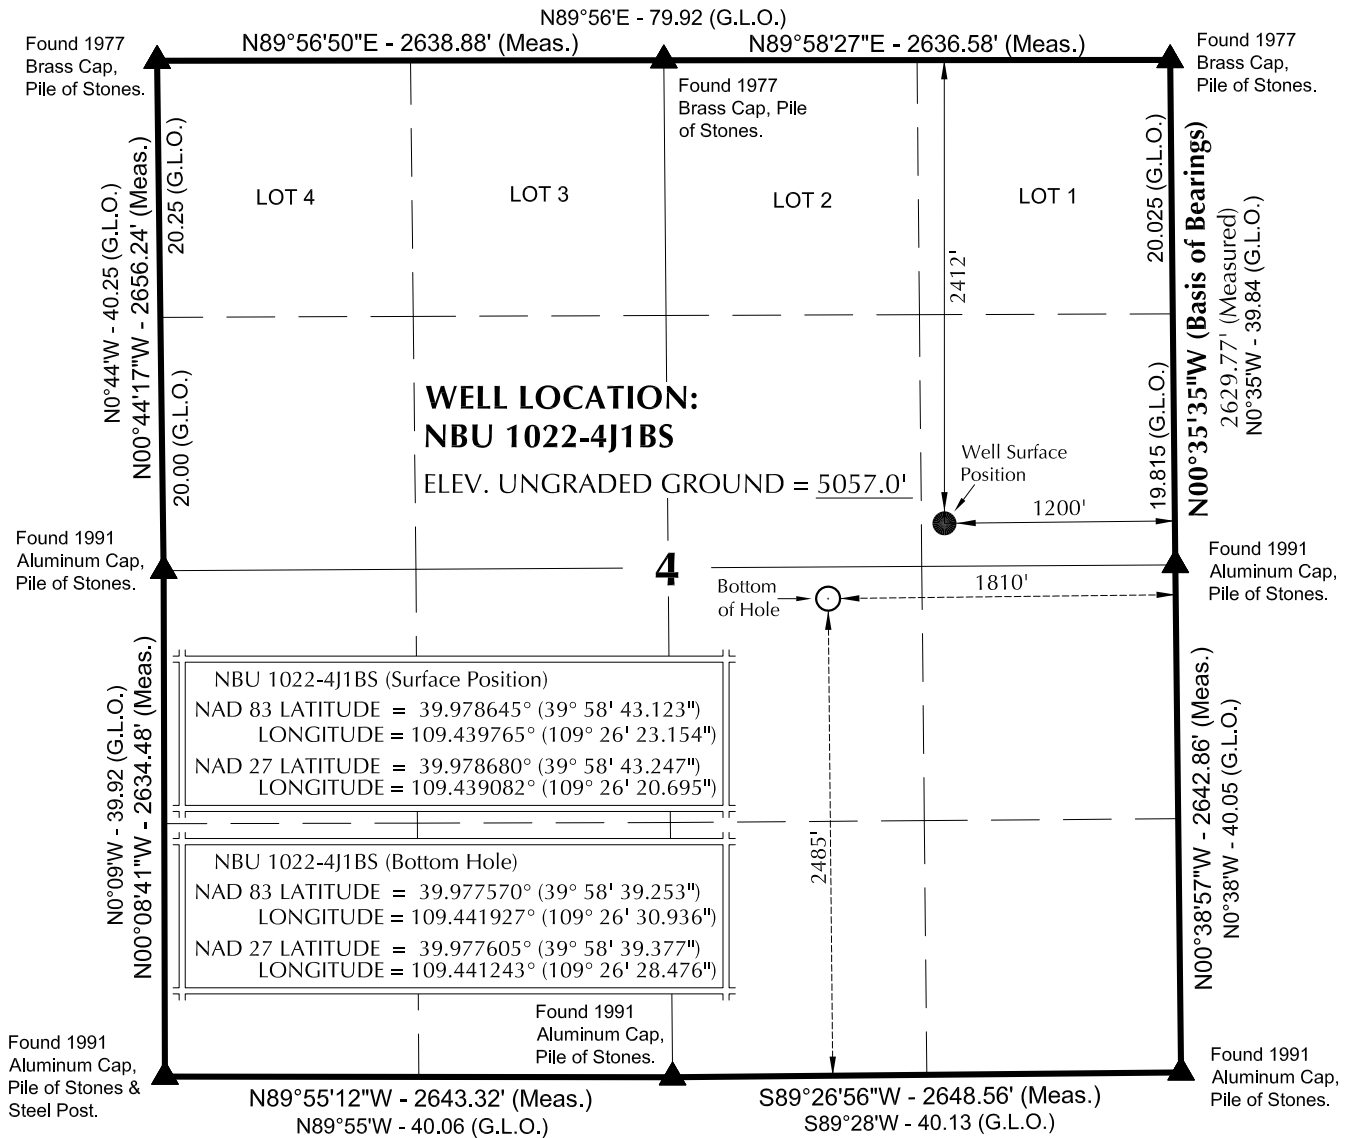 N89°56'E - 79.92 (G.L.O.)
N89°56'50"E - 2638.88' (Meas.)
N89°58'27"E - 2636.58' (Meas.)
Found 1977
Brass Cap,
Pile of Stones.
Found 1977
Brass Cap, Pile
of Stones.
Found 1977
Brass Cap,
Pile of Stones.
N0°44'W - 40.25 (G.L.O.)
N00°44'17"W - 2656.24' (Meas.)
20.25 (G.L.O.)
20.00 (G.L.O.)
LOT 4
LOT 3
LOT 2
LOT 1
2412'
20.025 (G.L.O.)
19.815 (G.L.O.)
N00°35'35"W (Basis of Bearings)
2629.77' (Measured)
N0°35'W - 39.84 (G.L.O.)
WELL LOCATION:
NBU 1022-4J1BS
ELEV. UNGRADED GROUND = 5057.0'
Well Surface
Position
1200'
Found 1991
Aluminum Cap,
Pile of Stones.
4
Bottom
of Hole
1810'
Found 1991
Aluminum Cap,
Pile of Stones.
N0°09'W - 39.92 (G.L.O.)
N00°08'41"W - 2634.48' (Meas.)
NBU 1022-4J1BS (Surface Position)
NAD 83 LATITUDE = 39.978645° (39° 58' 43.123")
LONGITUDE = 109.439765° (109° 26' 23.154")
NAD 27 LATITUDE = 39.978680° (39° 58' 43.247")
LONGITUDE = 109.439082° (109° 26' 20.695")
NBU 1022-4J1BS (Bottom Hole)
NAD 83 LATITUDE = 39.977570° (39° 58' 39.253")
LONGITUDE = 109.441927° (109° 26' 30.936")
NAD 27 LATITUDE = 39.977605° (39° 58' 39.377")
LONGITUDE = 109.441243° (109° 26' 28.476")
2485'
N00°38'57"W - 2642.86' (Meas.)
N0°38'W - 40.05 (G.L.O.)
Found 1991
Aluminum Cap,
Pile of Stones &
Steel Post.
Found 1991
Aluminum Cap,
Pile of Stones.
Found 1991
Aluminum Cap,
Pile of Stones.
N89°55'12"W - 2643.32' (Meas.)
N89°55'W - 40.06 (G.L.O.)
S89°26'56"W - 2648.56' (Meas.)
S89°28'W - 40.13 (G.L.O.)